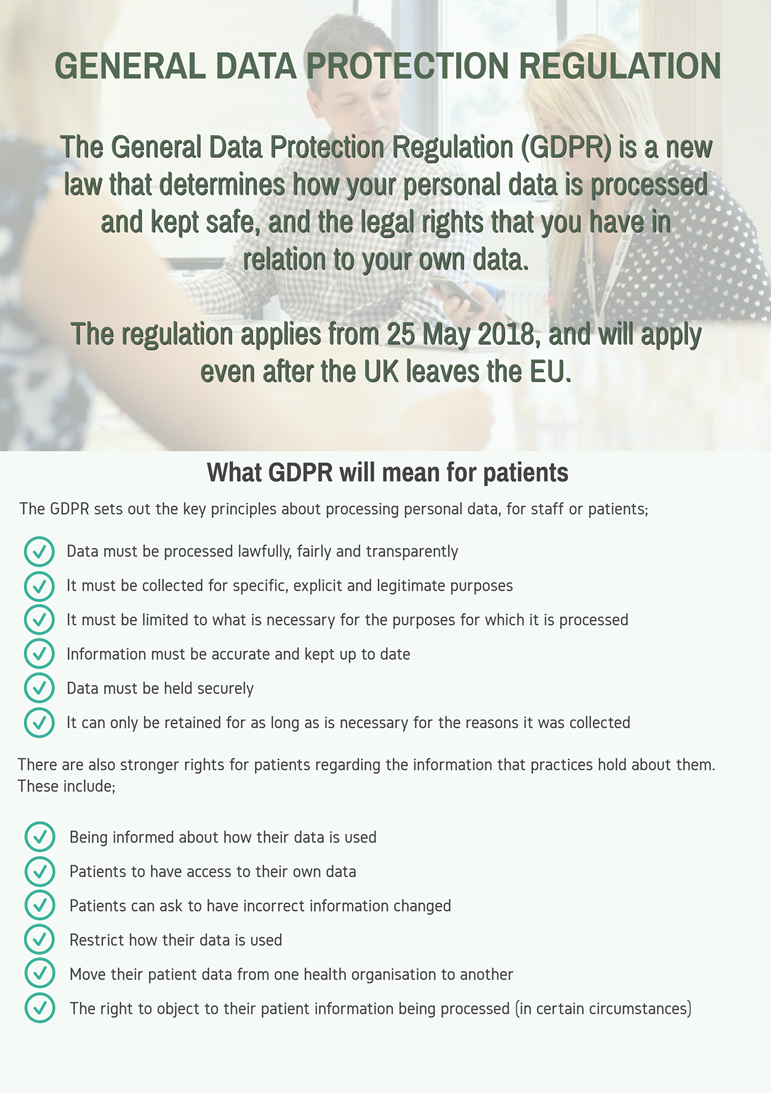 GENERAL DATA PROTECTION REGULATION
The General Data Protection Regulation (GDPR) is a new
law that determines how your personal data is processed
and kept safe, and the legal rights that you have in
relation to your own data.
The regulation applies from 25 May 2018, and will apply
even after the UK leaves the EU.
What GDPR will mean for patients
The GDPR sets out the key principles about processing personal data, for staff or patients;
Data must be processed lawfully, fairly and transparently
It must be collected for specific, explicit and legitimate purposes
It must be limited to what is necessary for the purposes for which it is processed
Information must be accurate and kept up to date
Data must be held securely
It can only be retained for as long as is necessary for the reasons it was collected
There are also stronger rights for patients regarding the information that practices hold about them.
These include;
Being informed about how their data is used
Patients to have access to their own data
Patients can ask to have incorrect information changed
Restrict how their data is used
Move their patient data from one health organisation to another
The right to object to their patient information being processed (in certain circumstances)